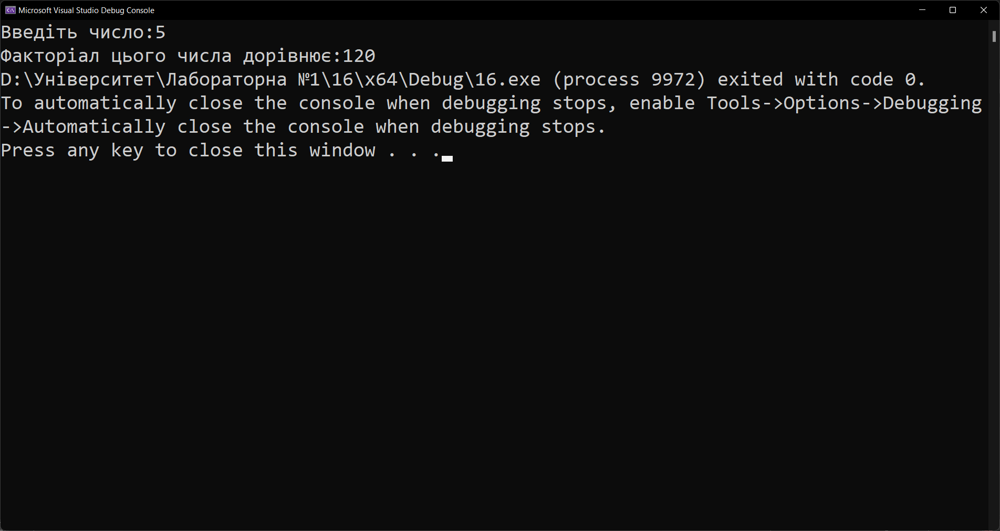 Microsoft Visual Studio Debug Console
Введіть число:5
Факторіал цього числа дорівнює:120
D:\Університет\Лабораторна №1\16\x64\Debug\16.exe (process 9972) exited with code 0.
To automatically close the console when debugging stops, enable Tools->Options->Debugging
->Automatically close the console when debugging stops.
Press any key to close this window . . .